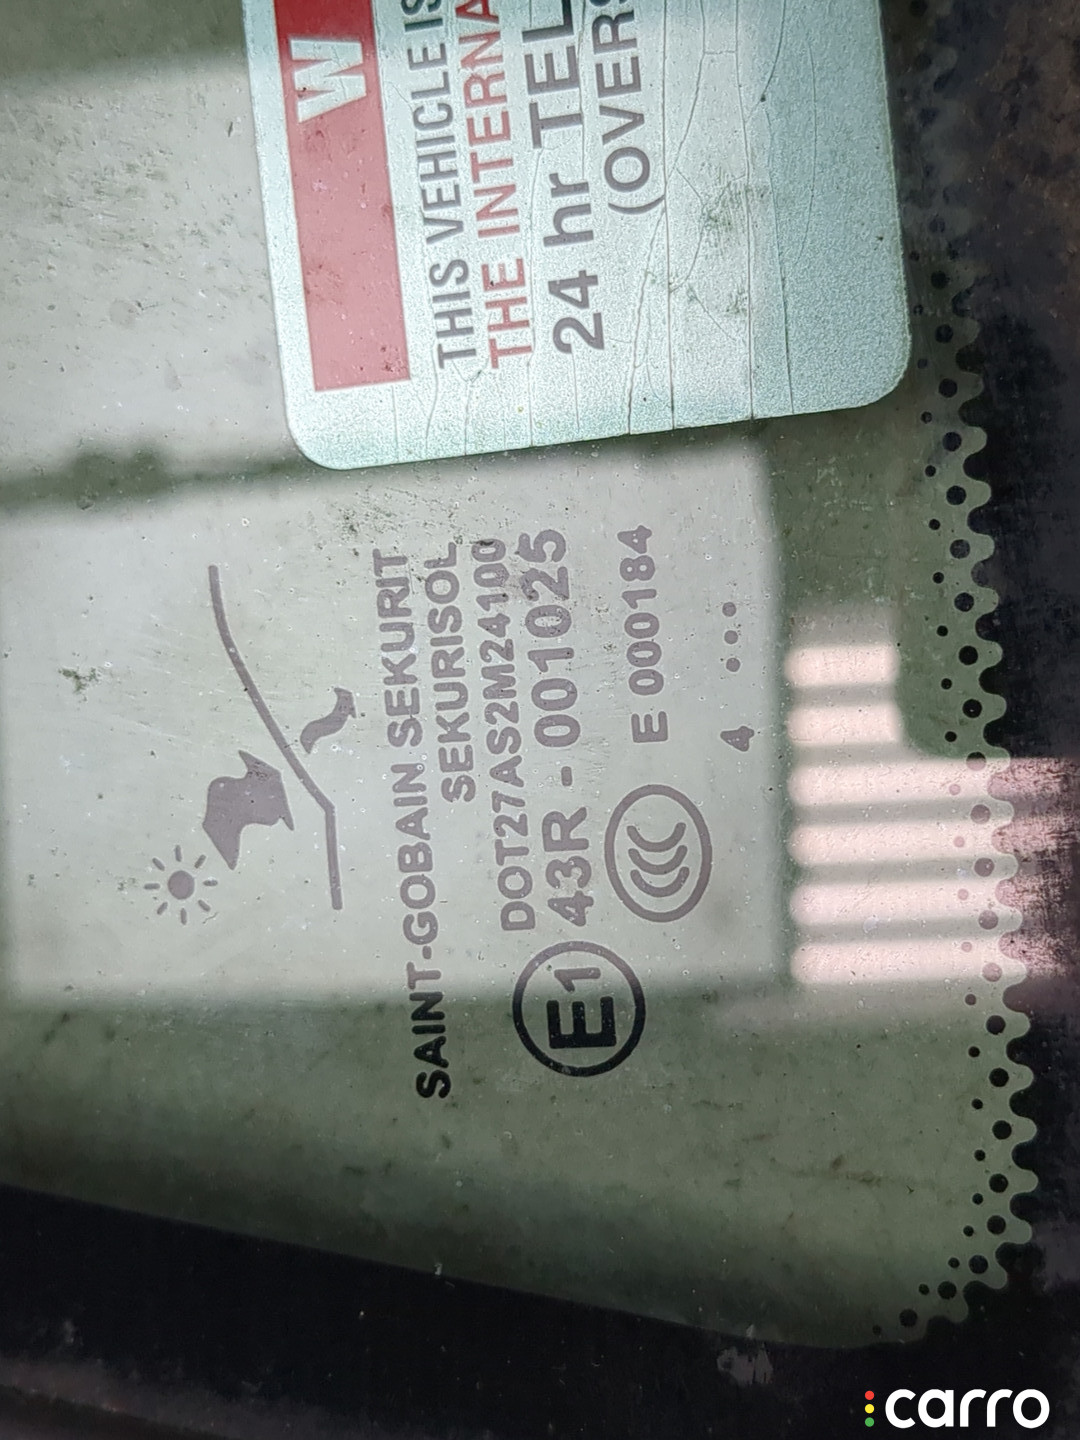 W
THIS VEHICLE IS
THE INTERNA
24 hr TEL
(OVERS
SAINT-GOBAIN SEKURIT
SEKURISOL
DOT27AS2M24100
E1 43R - 001025
CCC E 000184
4 ...
carro